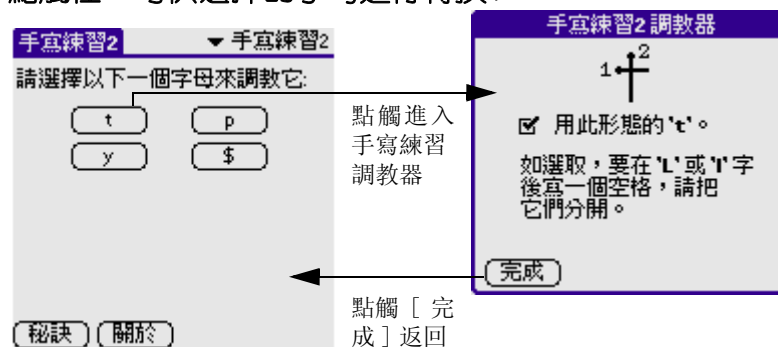 手寫練習2 手寫練習2
請選擇以下一個字母來調教它:
t p
y $
秘訣 關於
點觸進入
手寫練習
調教器
點觸［完
成］返回
手寫練習2 調教器
1 2
用此形態的't'。
如選取，要在'L'或'l'字
後寫一個空格，請把
它們分開。
完成